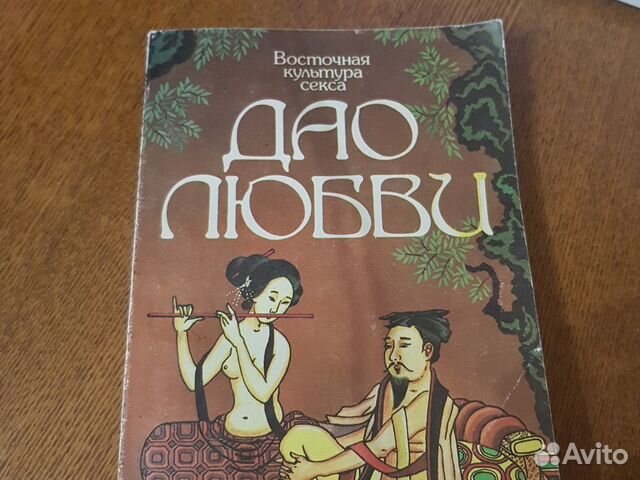 Восточная
культура
секса
ДАО
ЛЮБВИ
Avito